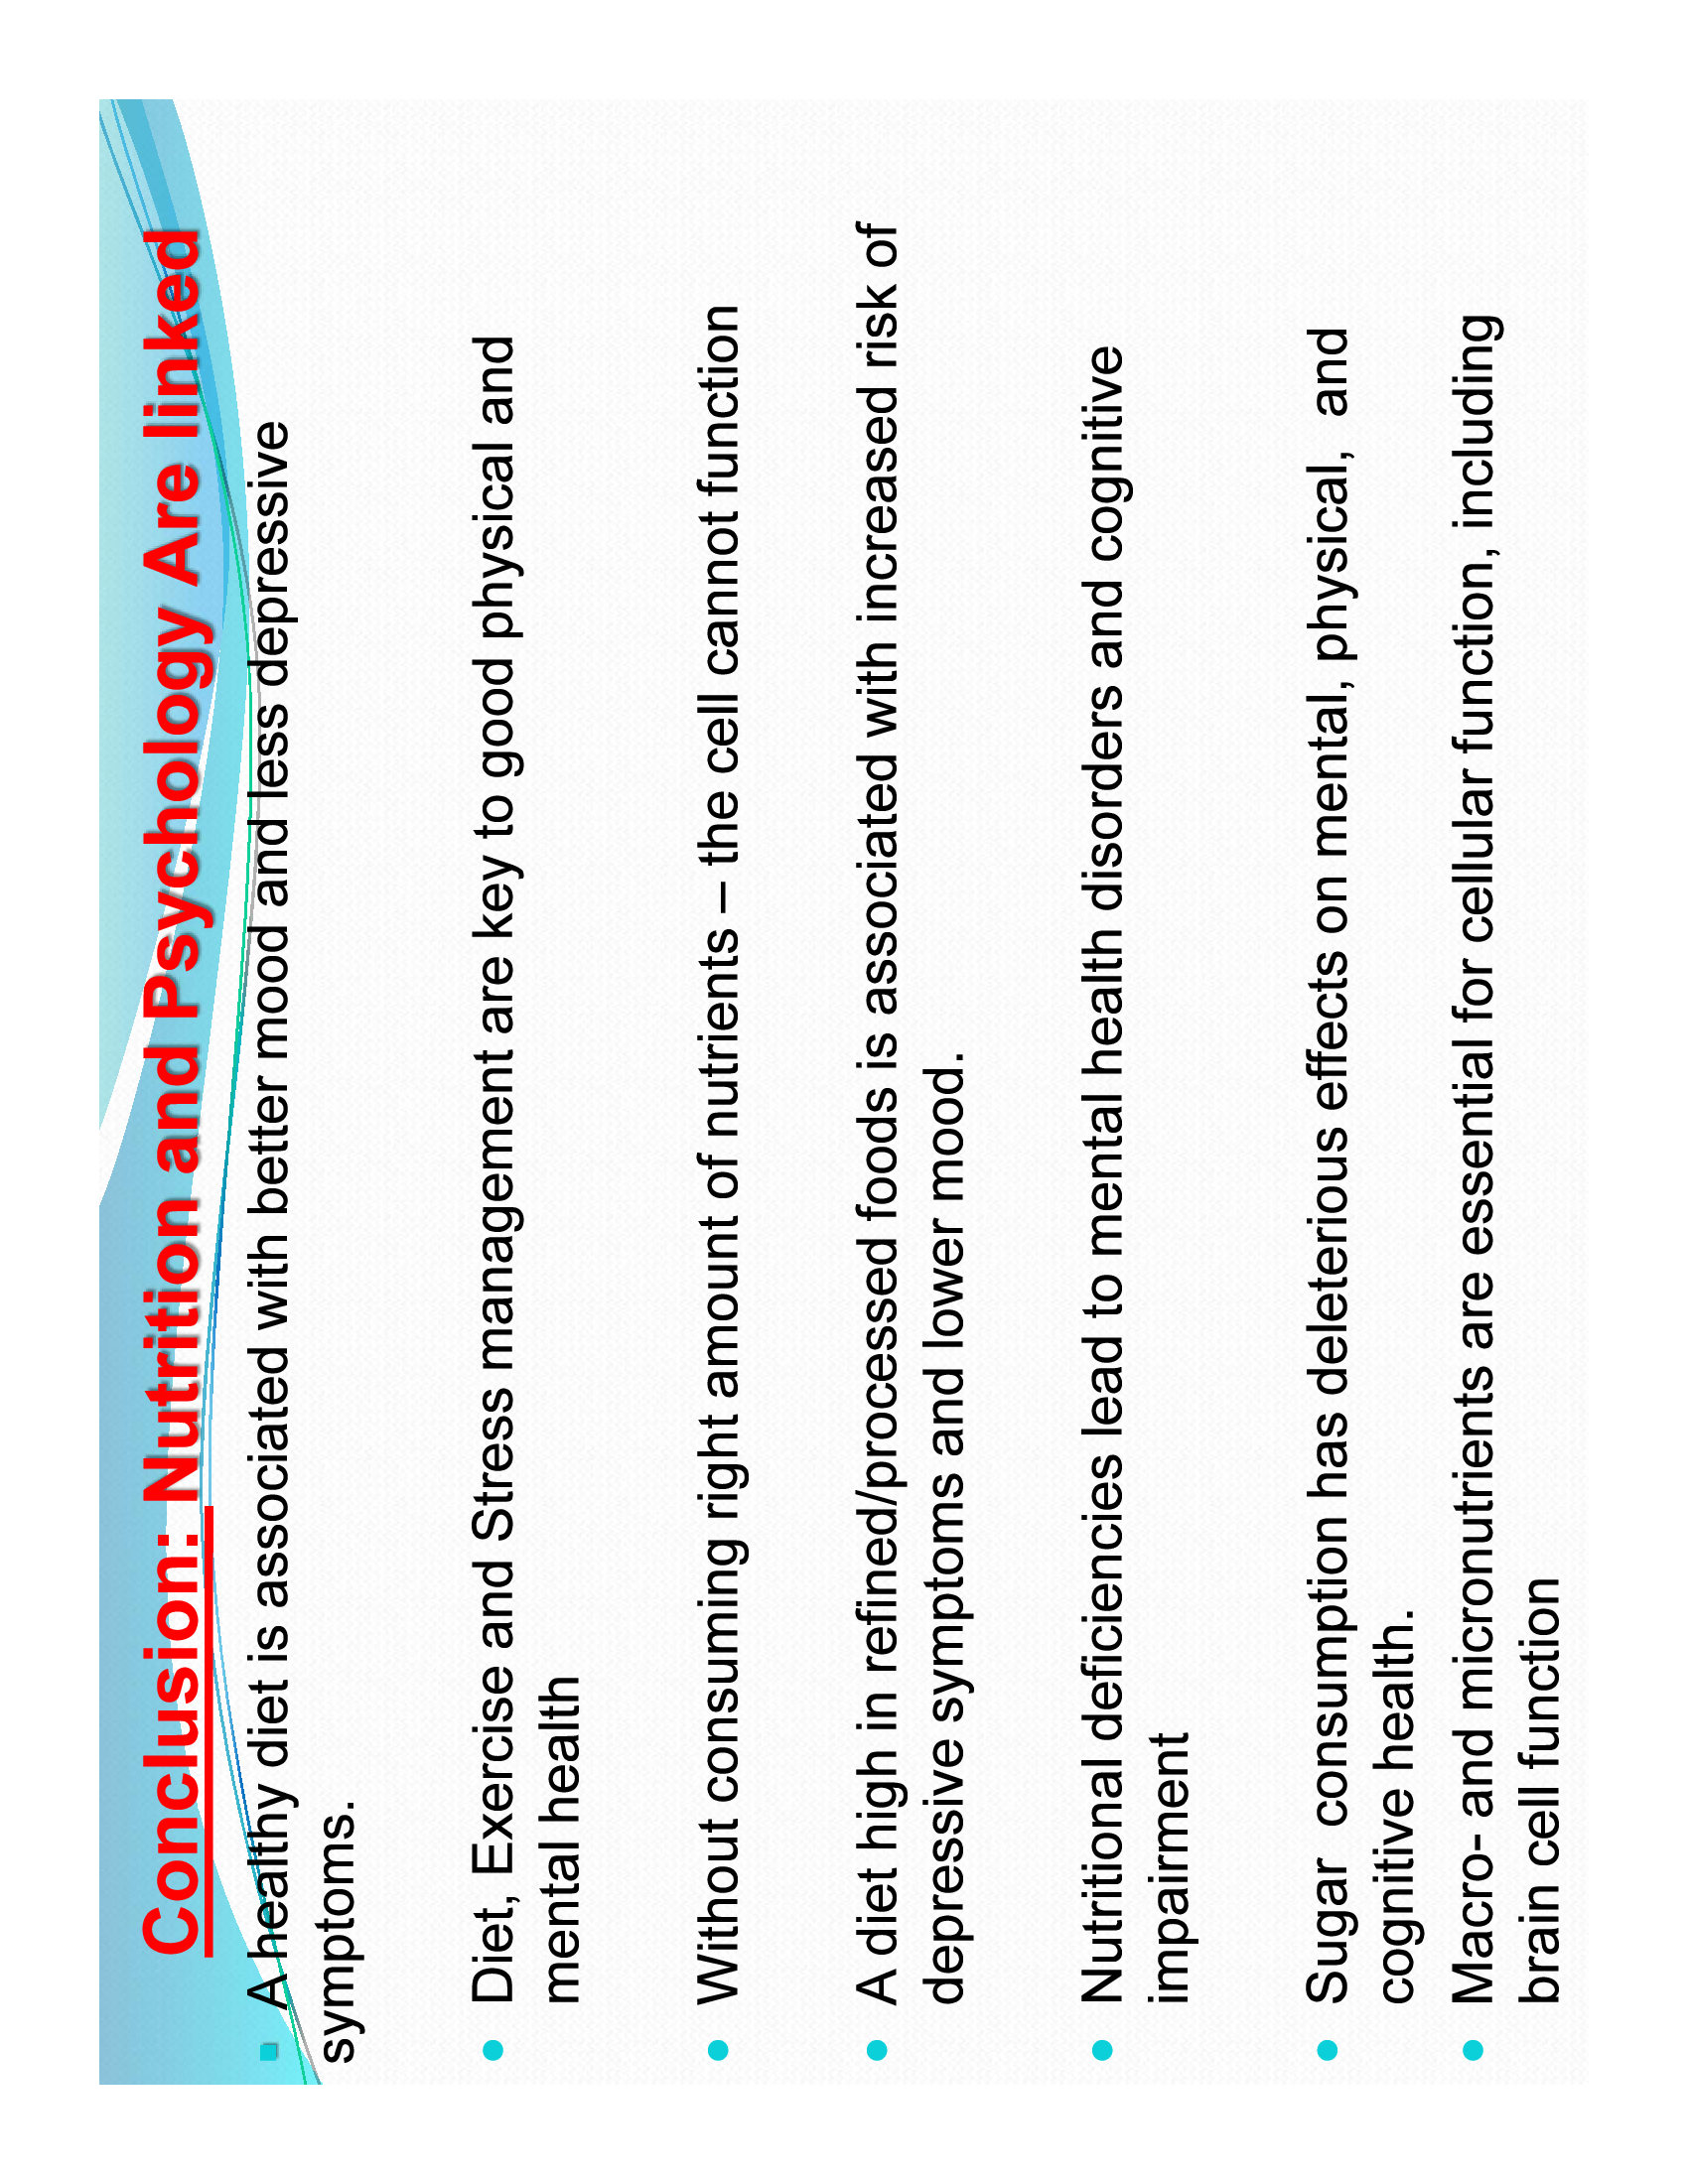 Conclusion: Nutrition and Psychology Are linked
A healthy diet is associated with better mood and less depressive
symptoms.
Diet, Exercise and Stress management are key to good physical and
mental health
Without consuming right amount of nutrients – the cell cannot function
A diet high in refined/processed foods is associated with increased risk of
depressive symptoms and lower mood.
Nutritional deficiencies lead to mental health disorders and cognitive
impairment
Sugar consumption has deleterious effects on mental, physical, and
cognitive health.
Macro- and micronutrients are essential for cellular function, including
brain cell function